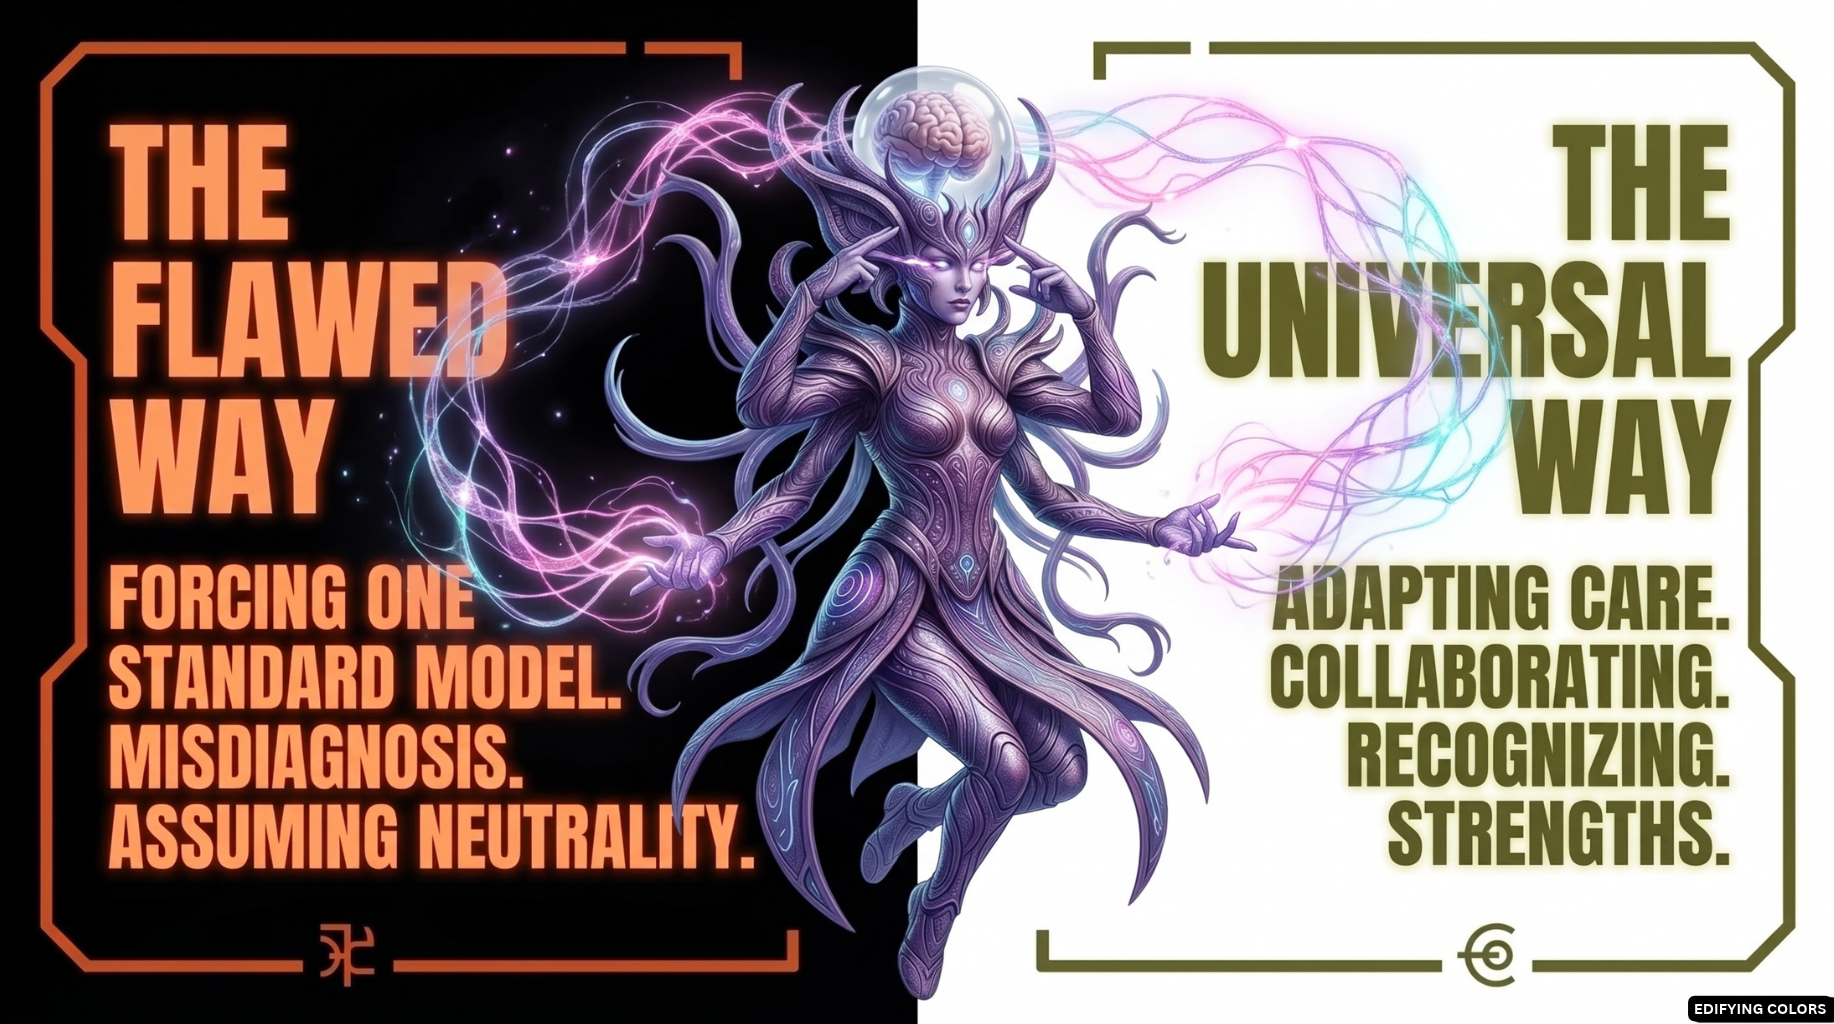 THE
FLAWED
WAY
FORCING ONE
STANDARD MODEL.
MISDIAGNOSIS.
ASSUMING NEUTRALITY.
THE
UNIVERSAL
WAY
ADAPTING CARE.
COLLABORATING.
RECOGNIZING.
STRENGTHS.
EDIFYING COLORS